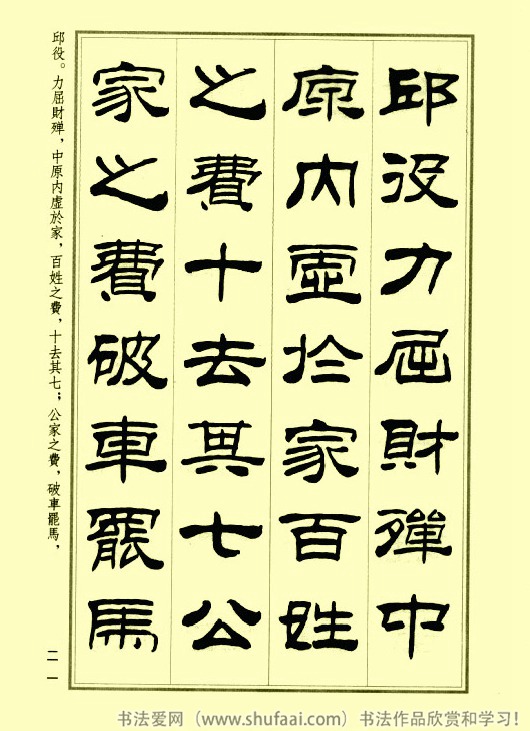 邱役力屈財殫中
原内虛於家百姓
之費十去其七公
家之費破車罷馬
邱役。力屈財殫，中原内虛於家，百姓之費，十去其七；公家之費，破車罷馬，
二一
书法爱网（www.shufaai.com）书法作品欣赏和学习！